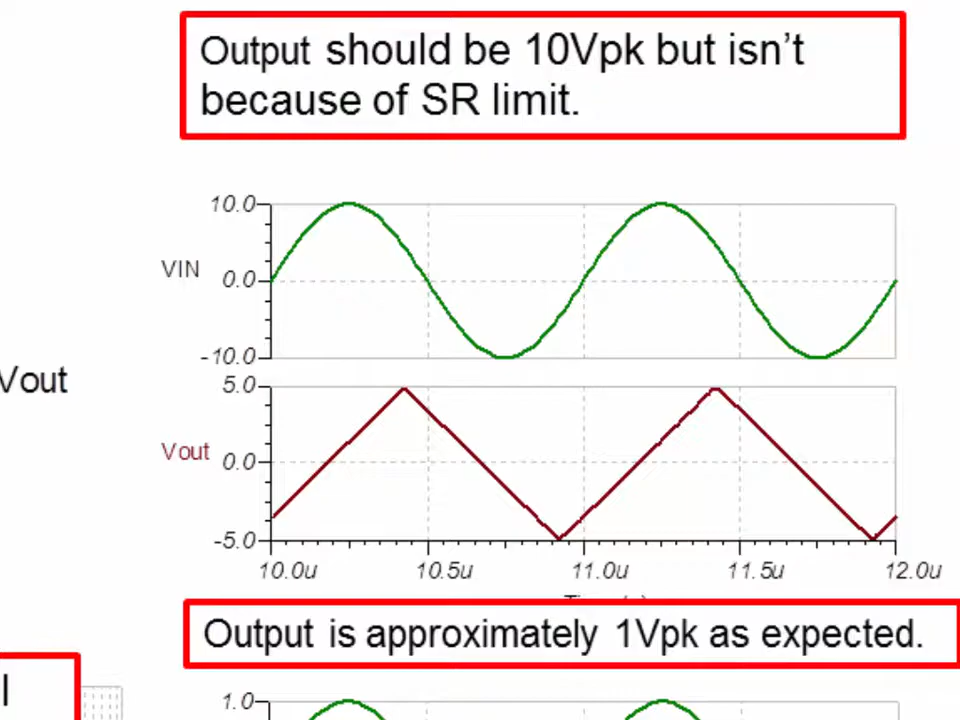 Output should be 10Vpk but isn’t
because of SR limit.
10.0
VIN
0.0
-10.0
Vout
5.0
Vout
0.0
-5.0
10.0u 10.5u 11.0u 11.5u 12.0u
Output is approximately 1Vpk as expected.
1.0